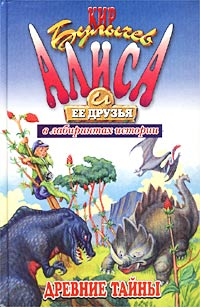 КИР
Булычев
АЛИСА
И
ЕЕ ДРУЗЬЯ
в лабиринтах истории
ДРЕВНИЕ ТАЙНЫ